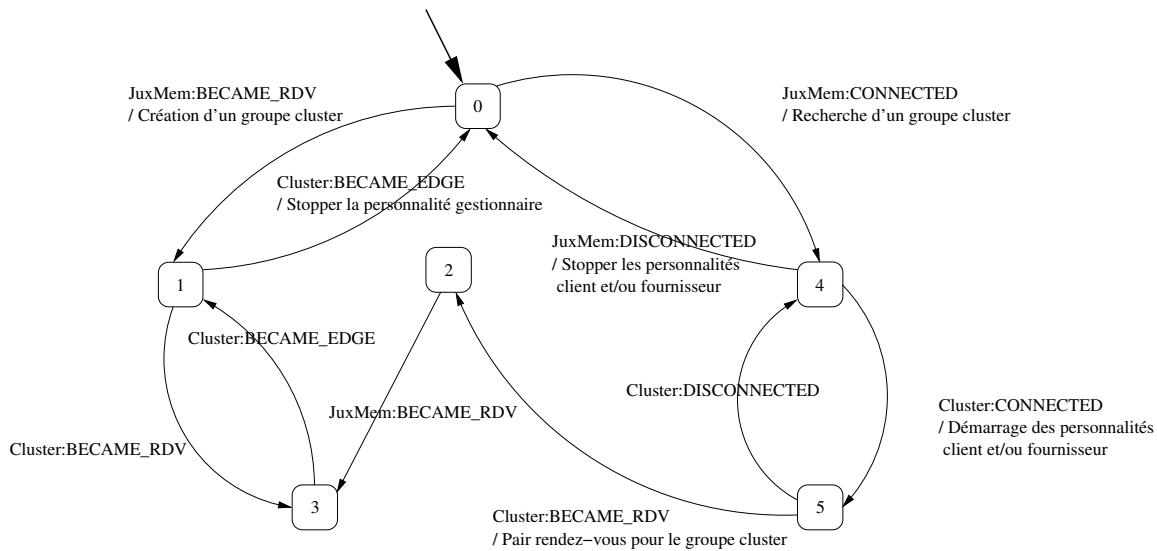 JuxMem:BECAME_RDV
/ Création d'un groupe cluster
0
JuxMem:CONNECTED
/ Recherche d'un groupe cluster
Cluster:BECAME_EDGE
/ Stopper la personnalité gestionnaire
JuxMem:DISCONNECTED
/ Stopper les personnalités
client et/ou fournisseur
1
2
4
Cluster:BECAME_EDGE
JuxMem:BECAME_RDV
Cluster:DISCONNECTED
Cluster:CONNECTED
/ Démarrage des personnalités
client et/ou fournisseur
Cluster:BECAME_RDV
3
5
Cluster:BECAME_RDV
/ Pair rendez−vous pour le groupe cluster